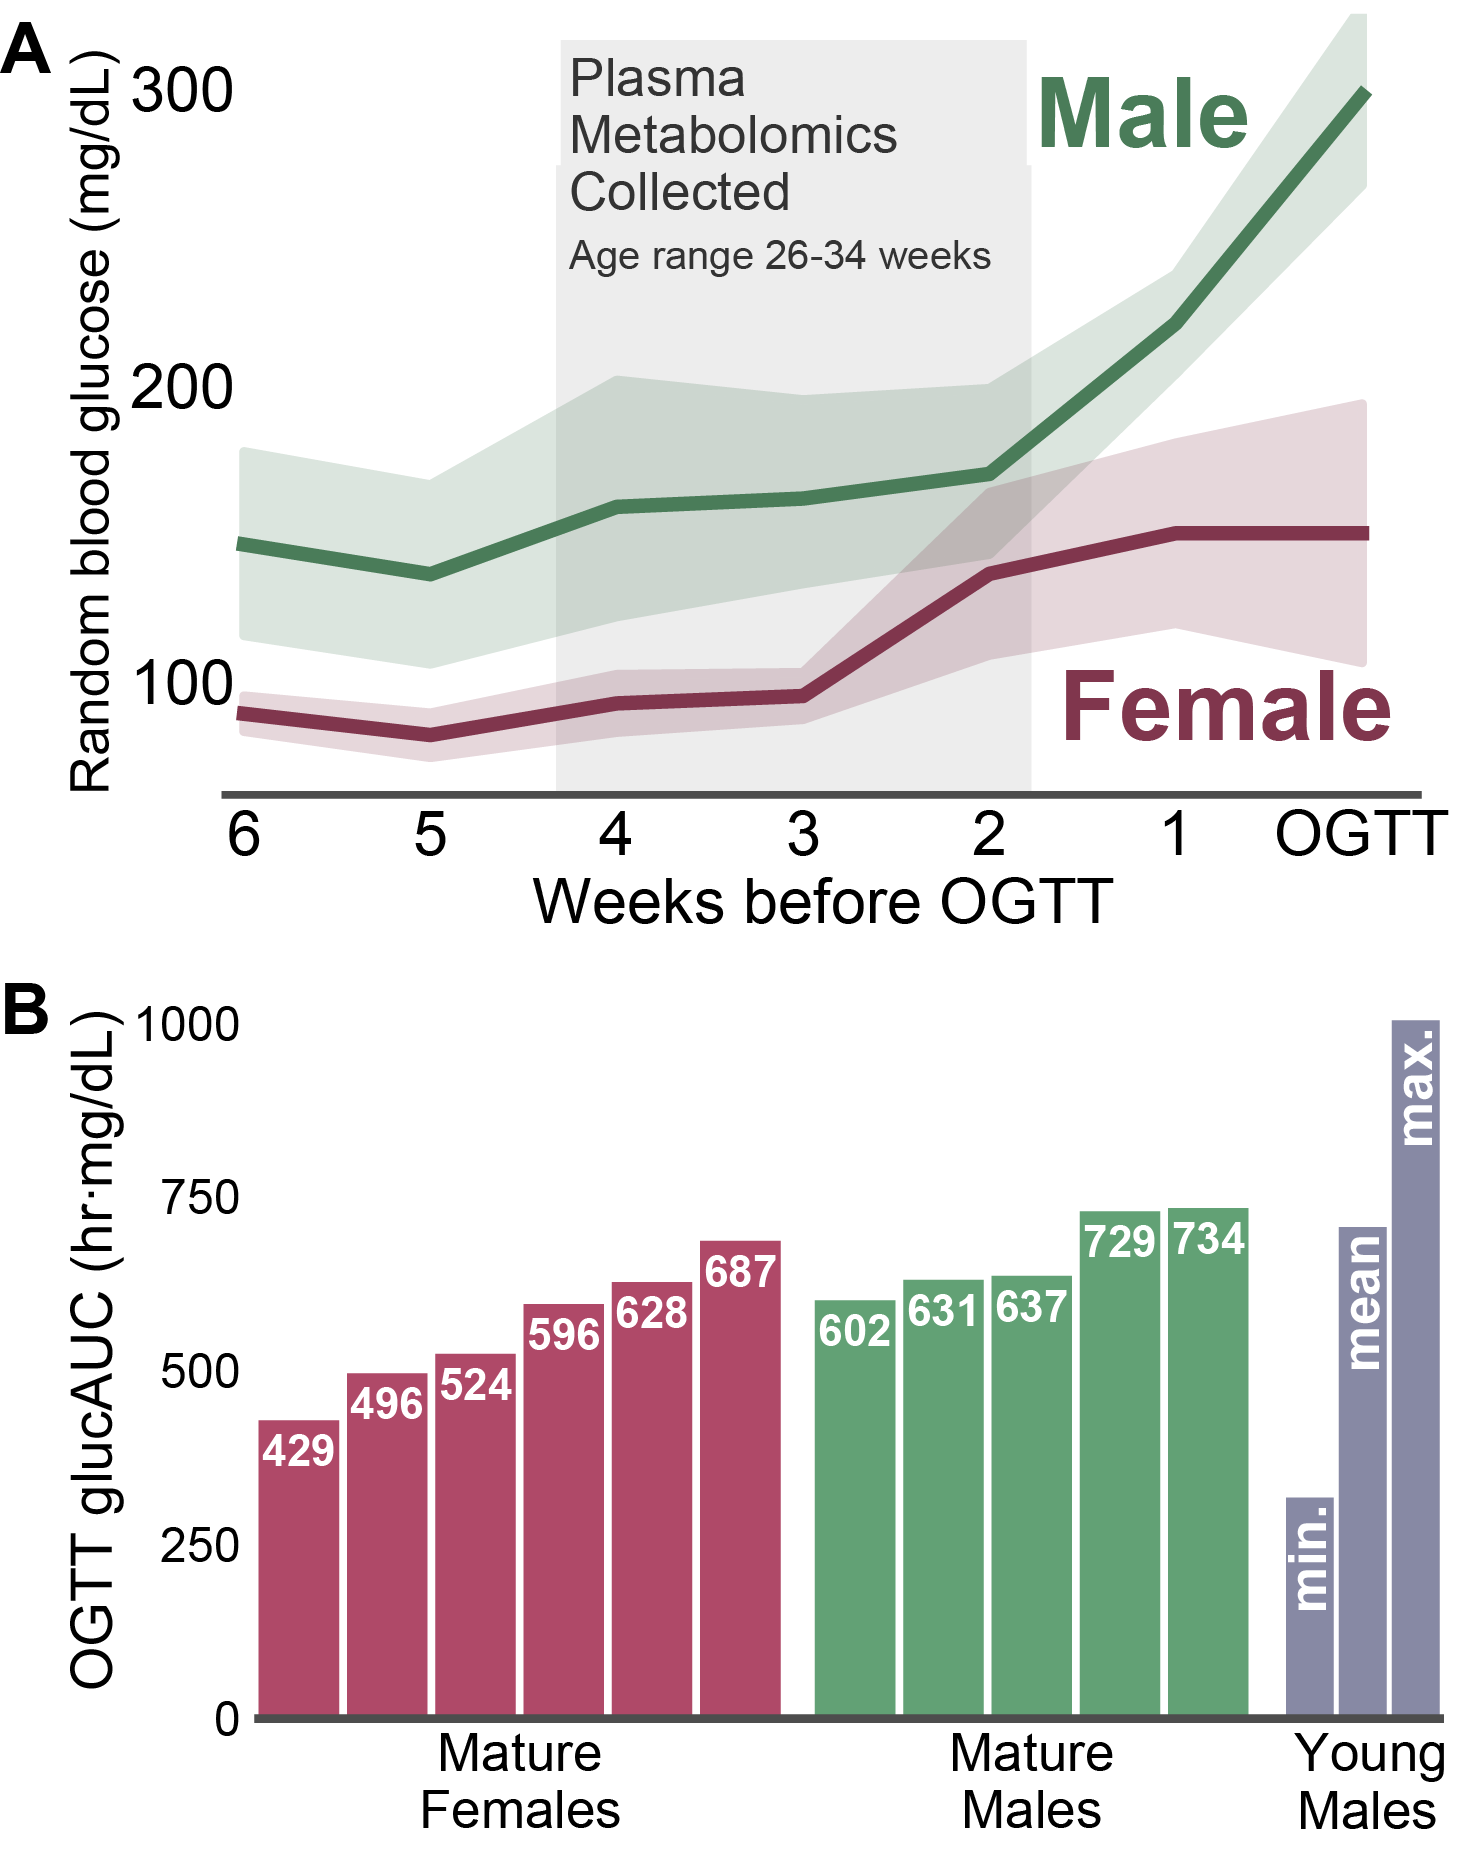 A
Random blood glucose (mg/dL)
300
200
100
Plasma
Metabolomics
Collected
Age range 26-34 weeks
Male
Female
6 5 4 3 2 1 OGTT
Weeks before OGTT
B
OGTT glucAUC (hr·mg/dL)
1000
750
500
250
0
429 496 524 596 628 687 602 631 637 729 734 min. mean max.
Mature
Females
Mature
Males
Young
Males